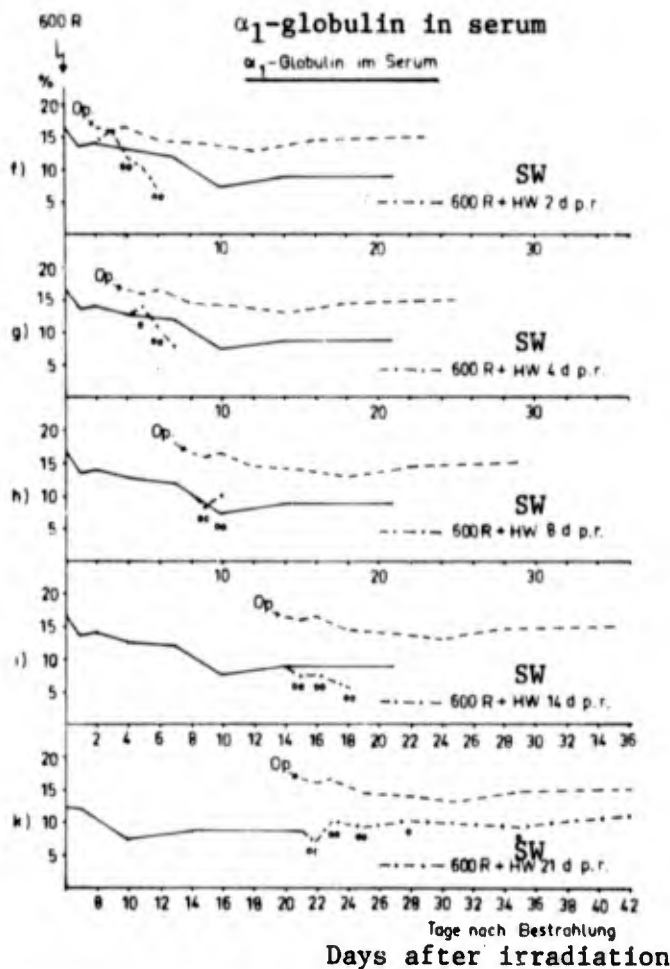 600 R
α1-globulin in serum
α1-Globulin im Serum
%
20
Op.
15
f)
10
SW
5
600 R + HW 2 d p.r.
10
20
30
20
Op.
15
g)
10
SW
5
600 R + HW 4 d p.r.
10
20
30
20
Op.
15
h)
10
SW
5
600 R + HW 8 d p.r.
10
20
30
20
Op.
15
i)
10
SW
5
600 R + HW 14 d p.r.
2 4 6 8 10 12 14 16 18 20 22 24 26 28 30 32 34 36
20
Op.
15
k)
10
SW
5
600 R + HW 21 d p.r.
8 10 12 14 16 18 20 22 24 26 28 30 32 34 36 38 40 42
Tage nach Bestrahlung
Days after irradiation